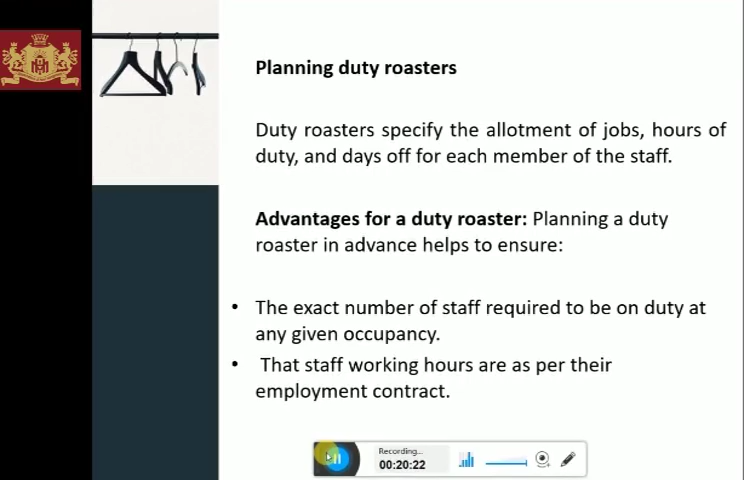 Planning duty roasters
Duty roasters specify the allotment of jobs, hours of
duty, and days off for each member of the staff.
Advantages for a duty roaster: Planning a duty
roaster in advance helps to ensure:
• The exact number of staff required to be on duty at
any given occupancy.
• That staff working hours are as per their
employment contract.
Recording...
00:20:22